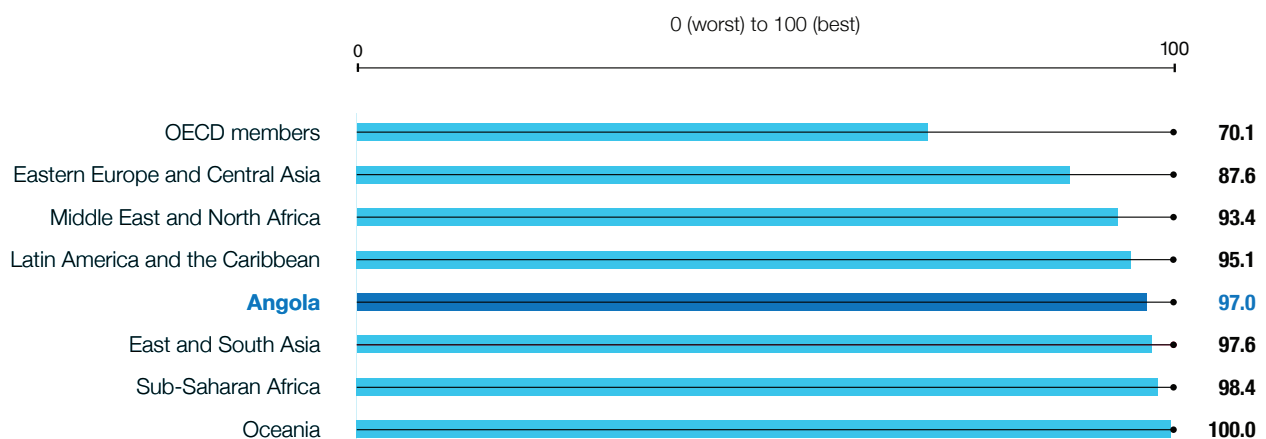 0 (worst) to 100 (best)
0 100
OECD members 70.1
Eastern Europe and Central Asia 87.6
Middle East and North Africa 93.4
Latin America and the Caribbean 95.1
Angola 97.0
East and South Asia 97.6
Sub-Saharan Africa 98.4
Oceania 100.0